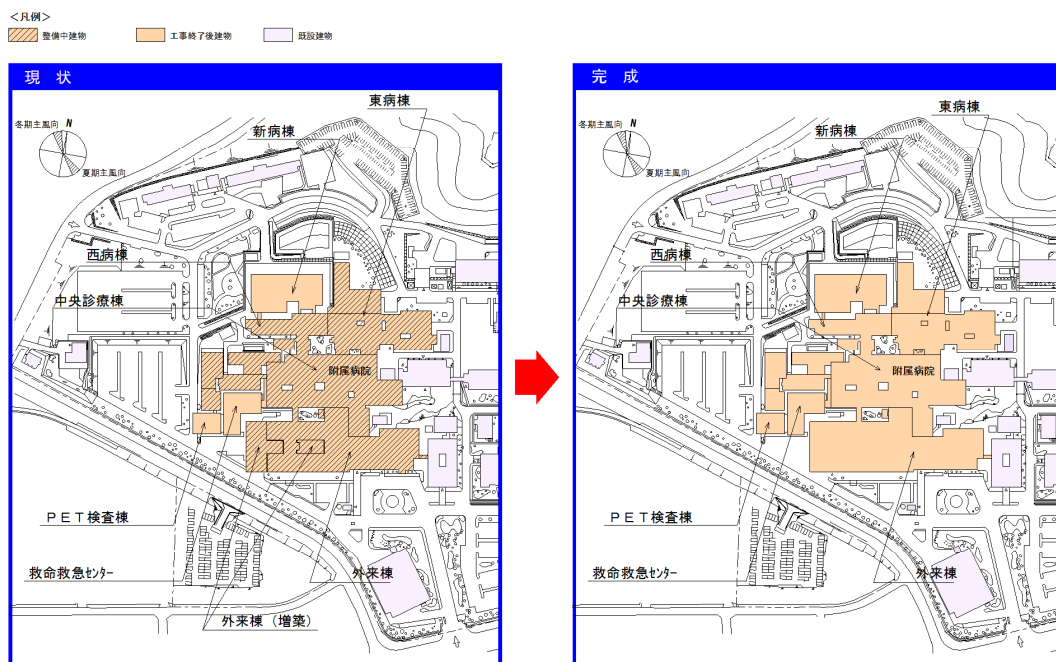 <凡例>
整備中建物
工事終了後建物
既設建物
現 状
東病棟
冬期主風向
N
新病棟
夏期主風向
西病棟
中央診療棟
附属病院
PET検査棟
救命救急センター
外来棟
外来棟(増築)
完 成
東病棟
冬期主風向
N
新病棟
夏期主風向
西病棟
中央診療棟
附属病院
PET検査棟
救命救急センター
外来棟